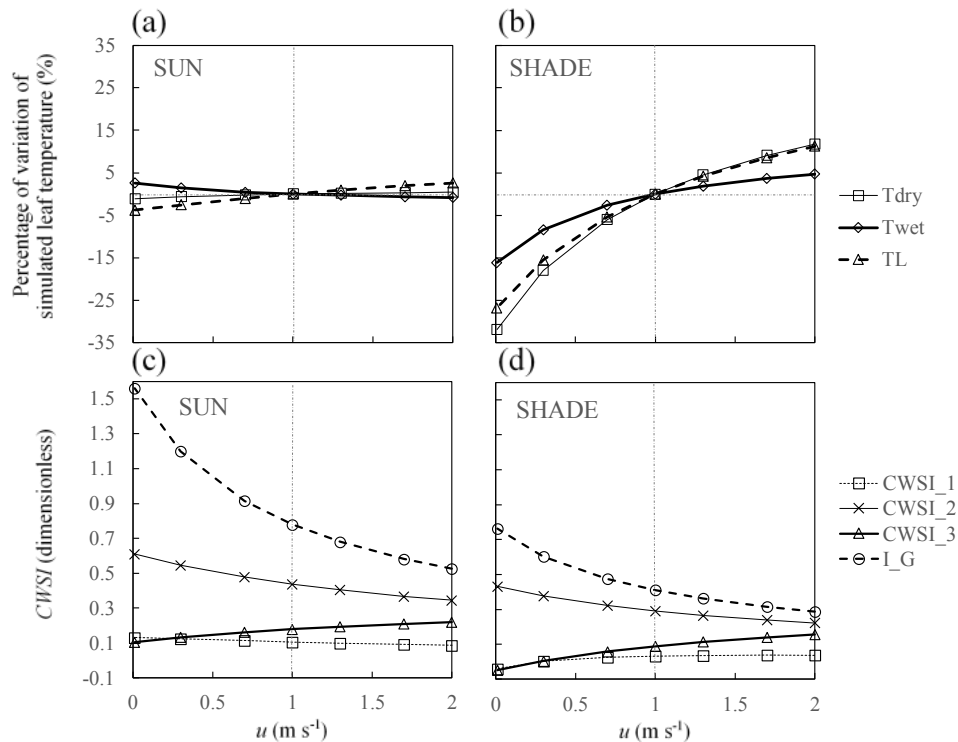 (a)
(b)
Percentage of variation of
simulated leaf temperature (%)
35
25
15
5
-5
-15
-25
-35
SUN
SHADE
Tdry
Twet
TL
(c)
(d)
CWSI (dimensionless)
1.5
1.3
1.1
0.9
0.7
0.5
0.3
0.1
-0.1
SUN
SHADE
CWSI_1
CWSI_2
CWSI_3
I_G
0 0.5 1 1.5 2
0 0.5 1 1.5 2
u (m s-1)
u (m s-1)